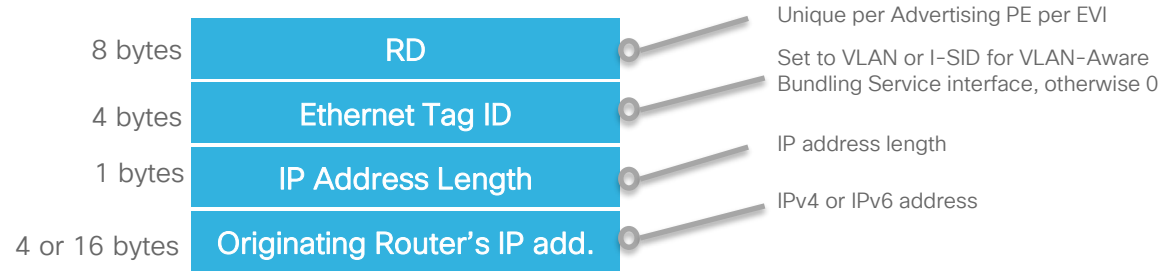 8 bytes
RD
Unique per Advertising PE per EVI
4 bytes
Ethernet Tag ID
Set to VLAN or I-SID for VLAN-Aware
Bundling Service interface, otherwise 0
1 bytes
IP Address Length
IP address length
4 or 16 bytes
Originating Router's IP add.
IPv4 or IPv6 address